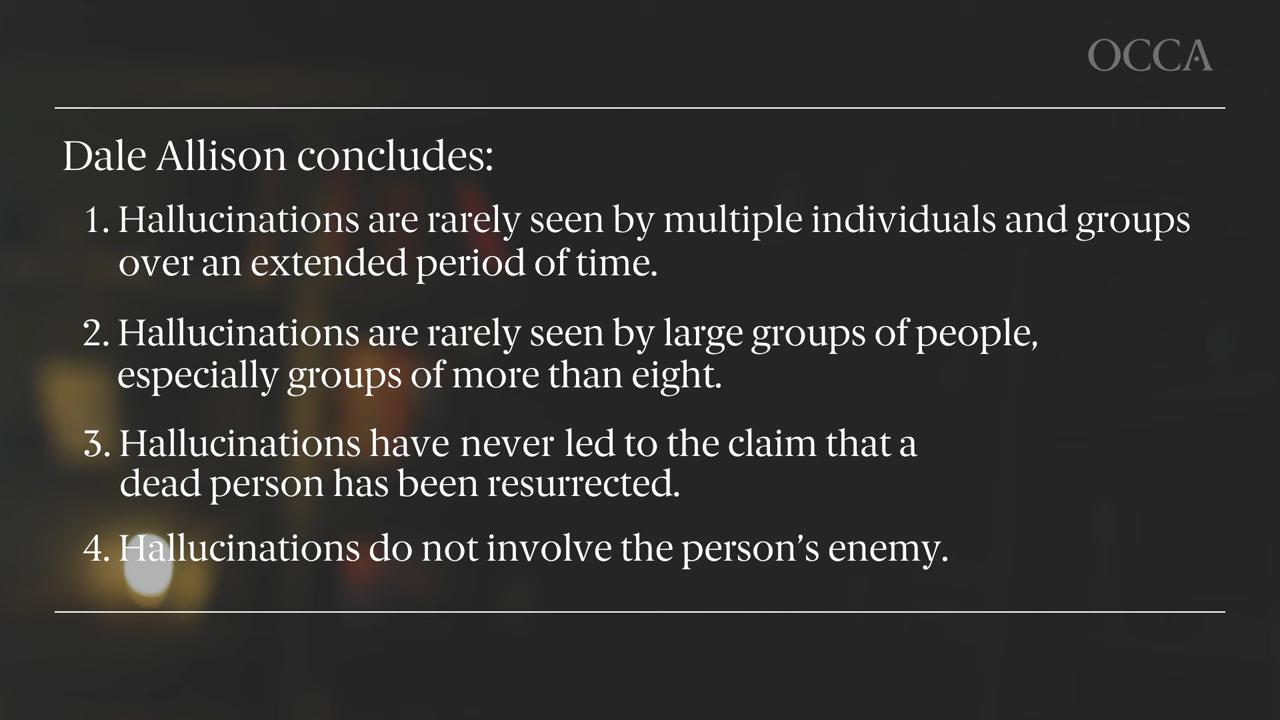 OCCA
Dale Allison concludes:
1. Hallucinations are rarely seen by multiple individuals and groups
over an extended period of time.
2. Hallucinations are rarely seen by large groups of people,
especially groups of more than eight.
3. Hallucinations have never led to the claim that a
dead person has been resurrected.
4. Hallucinations do not involve the person’s enemy.